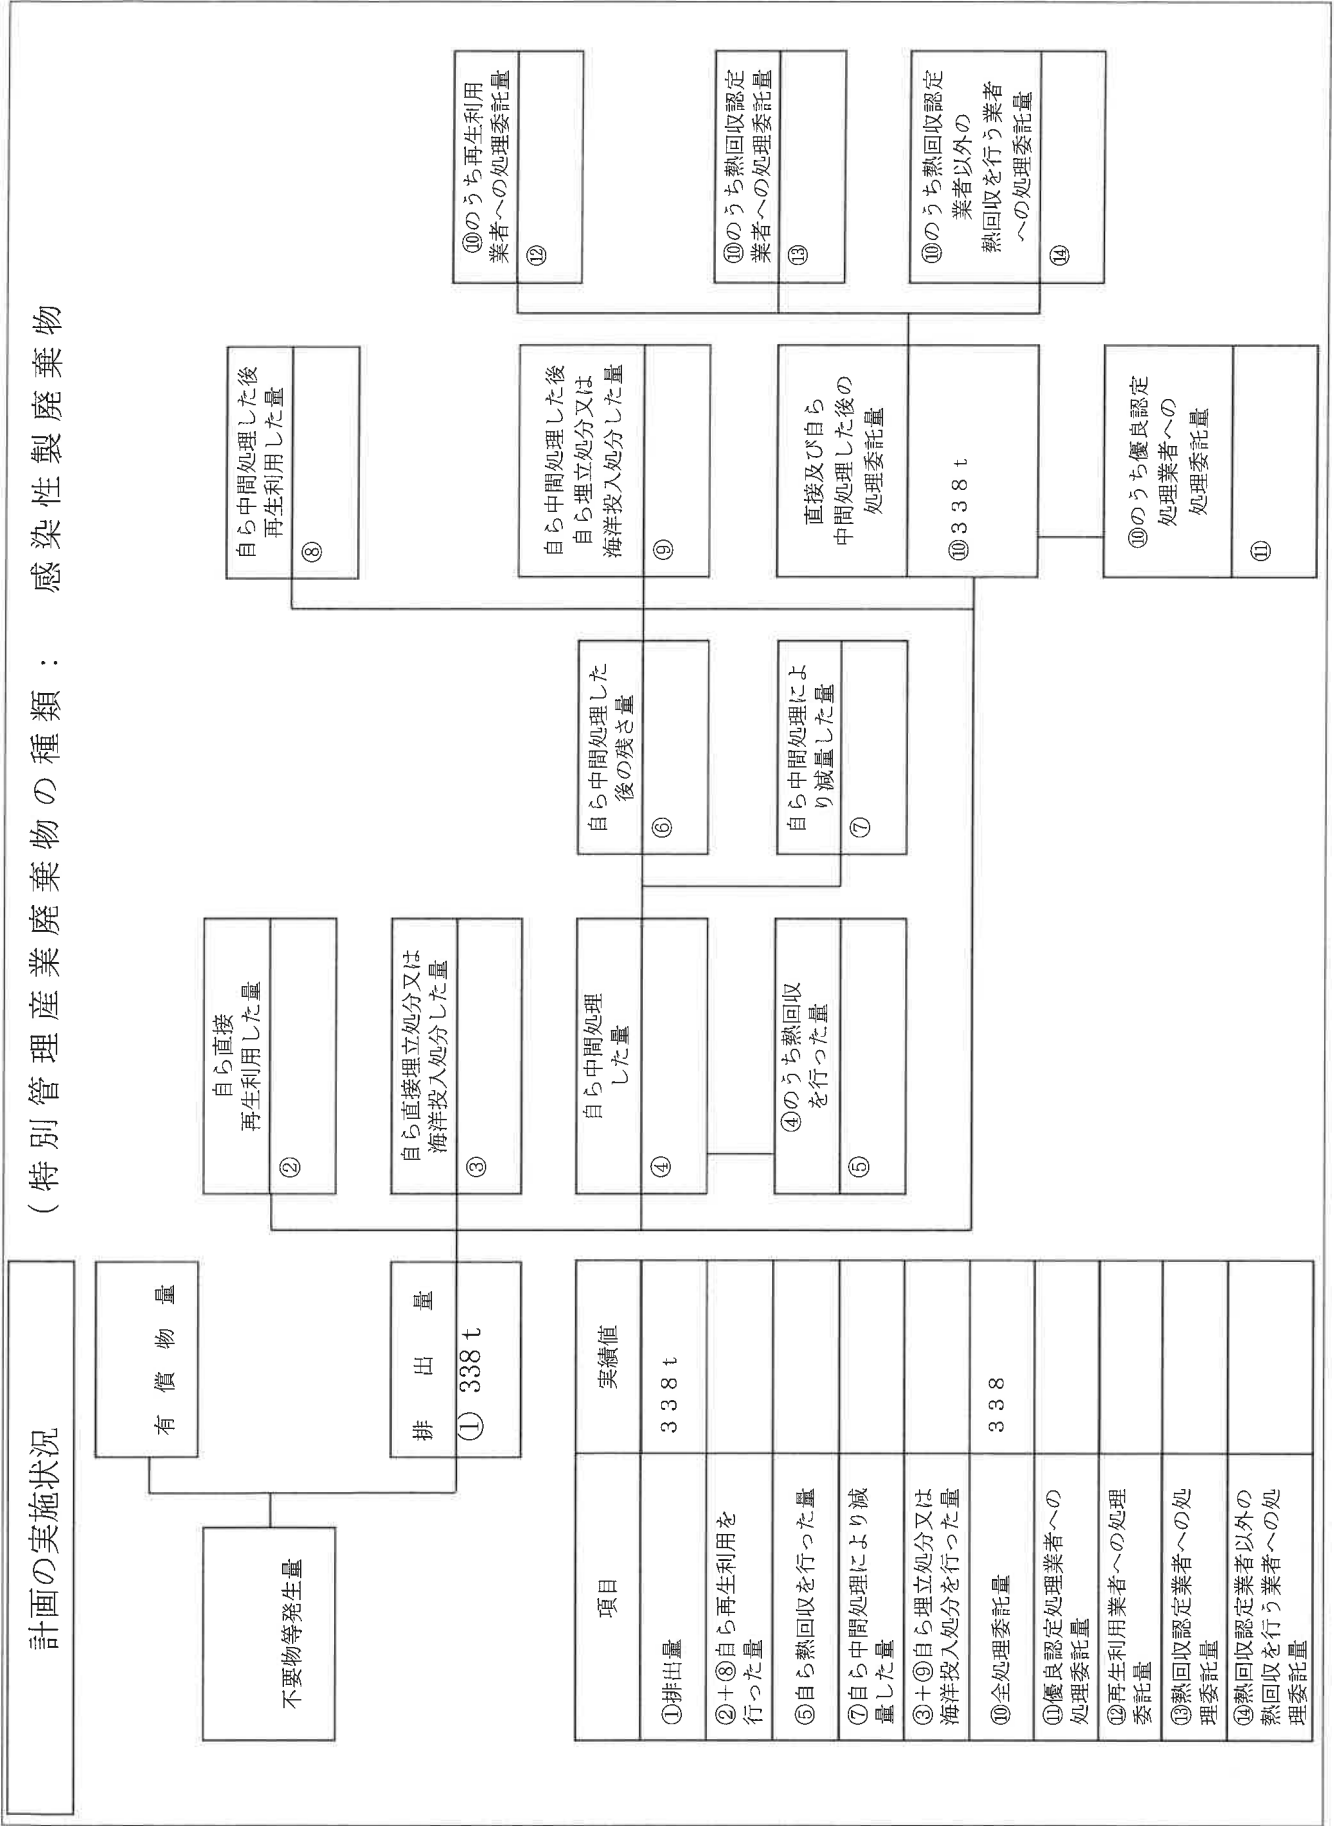 計画の実施状況
(特別管理産業廃棄物の種類： 感染性製廃棄物
不要物等発生量
有償物量
排出量
① 338ｔ
自ら直接
再生利用した量
②
自ら直接埋立処分又は
海洋投入処分した量
③
自ら中間処理
した量
④
④のうち熱回収
を行った量
⑤
自ら中間処理した
後の残さ量
⑥
自ら中間処理によ
り減量した量
⑦
自ら中間処理した後
再生利用した量
⑧
自ら中間処理した後
自ら埋立処分又は
海洋投入処分した量
⑨
直接及び自ら
中間処理した後の
処理委託量
⑩３３８ｔ
⑩のうち優良認定
処理業者への
処理委託量
⑪
⑩のうち再生利用
業者への処理委託量
⑫
⑩のうち熱回収認定
業者への処理委託量
⑬
⑩のうち熱回収認定
業者以外の
熱回収を行う業者
への処理委託量
⑭
項目 実績値
①排出量 ３３８ｔ
②＋⑧自ら再生利用を
行った量
⑤自ら熱回収を行った量
⑦自ら中間処理により減
量した量
③＋⑨自ら埋立処分又は
海洋投入処分を行った量
⑩全処理委託量 ３３８
⑪優良認定処理業者への
処理委託量
⑫再生利用業者への処理
委託量
⑬熱回収認定業者への処
理委託量
⑭熱回収認定業者以外の
熱回収を行う業者への処
理委託量